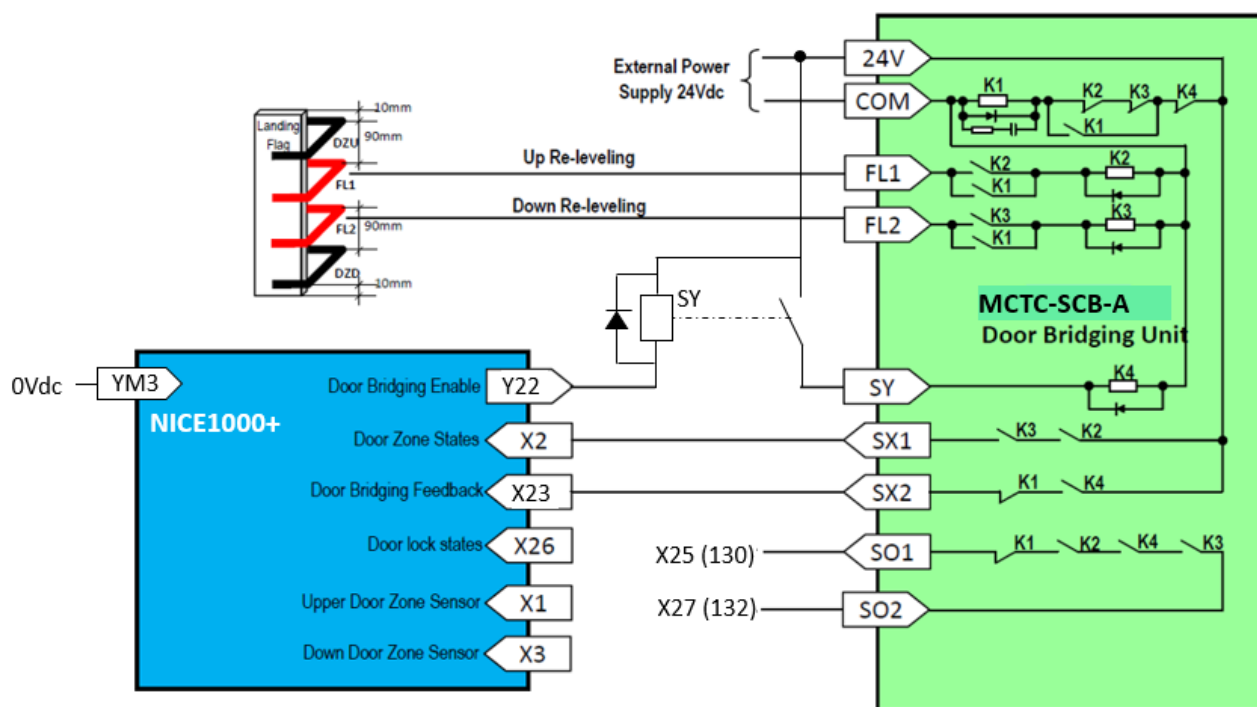 External Power
Supply 24Vdc
24V
COM
K1
K2
K3
K4
K1
10mm
90mm
Landing
Flag
DZU
FL1
FL2
90mm
DZD
10mm
Up Re-leveling
FL1
K2
K1
K2
Down Re-leveling
FL2
K3
K1
K3
SY
MCTC-SCB-A
Door Bridging Unit
0Vdc
YM3
NICE1000+
Door Bridging Enable
Y22
SY
K4
Door Zone States
X2
SX1
K3
K2
Door Bridging Feedback
X23
SX2
K1
K4
Door lock states
X26
X25 (130)
SO1
K1
K2
K4
K3
Upper Door Zone Sensor
X1
X27 (132)
SO2
Down Door Zone Sensor
X3